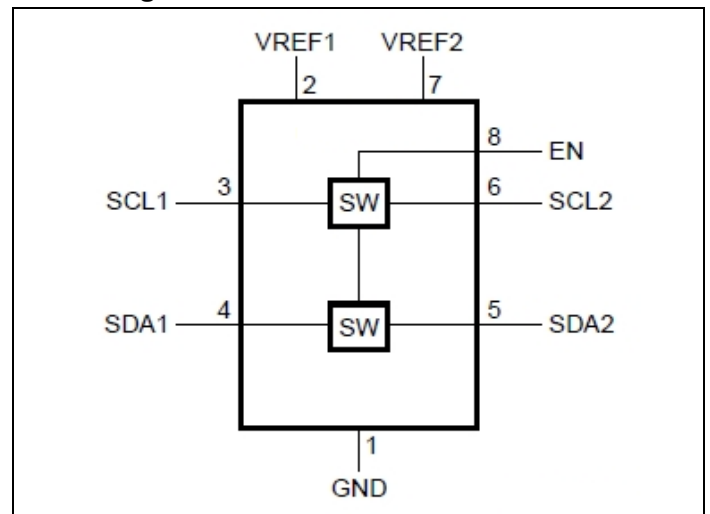 VREF1 VREF2
2 7
8 EN
SCL1 3 SW 6 SCL2
SDA1 4 SW 5 SDA2
1
GND